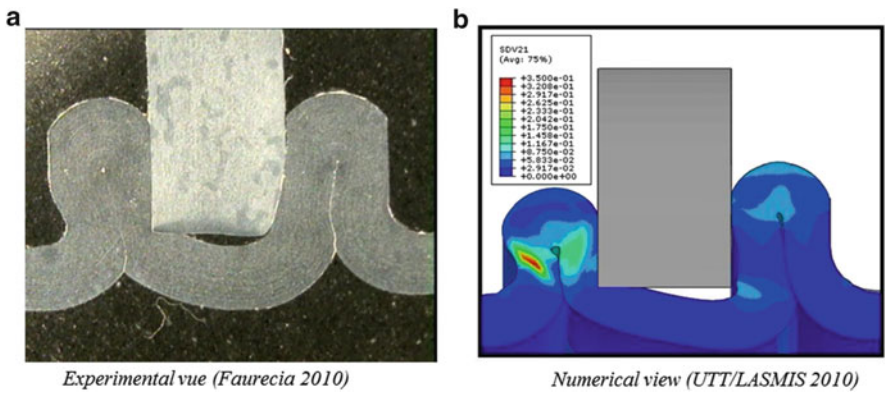 a
b
SDV21
(Avg: 75%)
+3.500e-01
+3.208e-01
+2.917e-01
+2.625e-01
+2.333e-01
+2.042e-01
+1.750e-01
+1.458e-01
+1.167e-01
+8.750e-02
+5.833e-02
+2.917e-02
+0.000e+00
Experimental vue (Faurecia 2010)
Numerical view (UTT/LASMIS 2010)